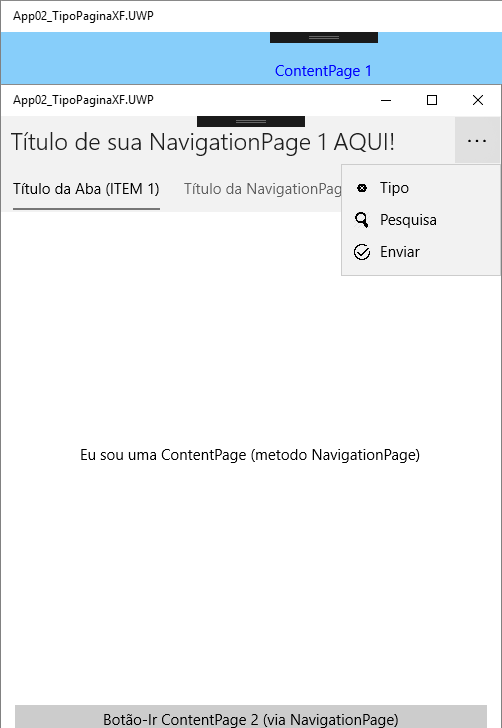 App02_TipoPaginaXF.UWP
ContentPage 1
App02_TipoPaginaXF.UWP
Título de sua NavigationPage 1 AQUI!
Título da Aba (ITEM 1) Título da NavigationPag
Tipo
Pesquisa
Enviar
Eu sou uma ContentPage (metodo NavigationPage)
Botão-Ir ContentPage 2 (via NavigationPage)